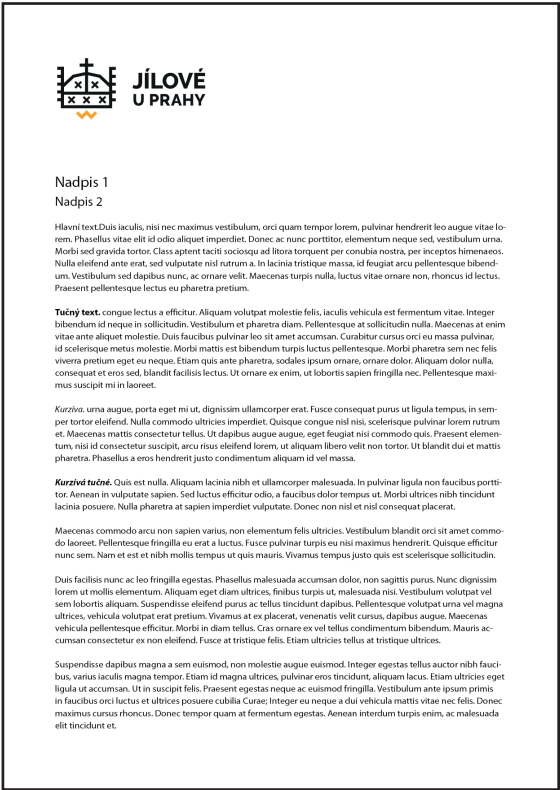 JÍLOVÉ
U PRAHY
Nadpis 1
Nadpis 2
Hlavní text.Duis iaculis, nisi nec maximus vestibulum, orci quam tempor lorem, pulvinar hendrerit leo augue vitae lo-
rem. Phasellus vitae elit id odio aliquet imperdiet. Donec ac nunc porttitor, elementum neque sed, vestibulum urna.
Morbi sed gravida tortor. Class aptent taciti sociosqu ad litora torquent per conubia nostra, per inceptos himenaeos.
Nulla eleifend ante erat, sed vulputate nisl rutrum a. In lacinia tristique massa, id feugiat arcu pellentesque bibend-
um. Vestibulum sed dapibus nunc, ac ornare velit. Maecenas turpis nulla, luctus vitae ornare non, rhoncus id lectus.
Praesent pellentesque lectus eu pharetra pretium.
Tučný text. congue lectus a efficitur. Aliquam volutpat molestie felis, iaculis vehicula est fermentum vitae. Integer
bibendum id neque in sollicitudin. Vestibulum et pharetra diam. Pellentesque at sollicitudin nulla. Maecenas at enim
vitae ante aliquet molestie. Duis faucibus pulvinar leo sit amet accumsan. Curabitur cursus orci eu massa pulvinar,
id scelerisque metus molestie. Morbi mattis est bibendum turpis luctus pellentesque. Morbi pharetra sem nec felis
viverra pretium eget eu neque. Etiam quis ante pharetra, sodales ipsum ornare, ornare dolor. Aliquam dolor nulla,
consequat et eros sed, blandit facilisis lectus. Ut ornare ex enim, ut lobortis sapien fringilla nec. Pellentesque maxi-
mus suscipit mi in laoreet.
Kurzíva. urna augue, porta eget mi ut, dignissim ullamcorper erat. Fusce consequat purus ut ligula tempus, in sem-
per tortor eleifend. Nulla commodo ultricies imperdiet. Quisque congue nisl nisi, scelerisque pulvinar lorem rutrum
et. Maecenas mattis consectetur tellus. Ut dapibus augue augue, eget feugiat nisi commodo quis. Praesent elemen-
tum, nisi id consectetur suscipit, arcu risus eleifend lorem, ut aliquam libero velit non tortor. Ut blandit dui et mattis
pharetra. Phasellus a eros hendrerit justo condimentum aliquam id vel massa.
Kurzívá tučné. Quis est nulla. Aliquam lacinia nibh et ullamcorper malesuada. In pulvinar ligula non faucibus portti-
tor. Aenean in vulputate sapien. Sed luctus efficitur odio, a faucibus dolor tempus ut. Morbi ultrices nibh tincidunt
lacinia posuere. Nulla pharetra at sapien imperdiet vulputate. Donec non nisl et nisl consequat placerat.
Maecenas commodo arcu non sapien varius, non elementum felis ultricies. Vestibulum blandit orci sit amet commo-
do laoreet. Pellentesque fringilla eu erat a luctus. Fusce pulvinar turpis eu nisi maximus hendrerit. Quisque efficitur
nunc sem. Nam et est et nibh mollis tempus ut quis mauris. Vivamus tempus justo quis est scelerisque sollicitudin.
Duis facilisis nunc ac leo fringilla egestas. Phasellus malesuada accumsan dolor, non sagittis purus. Nunc dignissim
lorem ut mollis elementum. Aliquam eget diam ultrices, finibus turpis ut, malesuada nisi. Vestibulum volutpat vel
sem lobortis aliquam. Suspendisse eleifend purus ac tellus tincidunt dapibus. Pellentesque volutpat urna vel magna
ultrices, vehicula volutpat erat pretium. Vivamus at ex placerat, venenatis velit cursus, dapibus augue. Maecenas
vehicula pellentesque efficitur. Morbi in diam tellus. Cras ornare ex vel tellus condimentum bibendum. Mauris ac-
cumsan consectetur ex non eleifend. Fusce at tristique felis. Etiam ultricies tellus at tristique ultrices.
Suspendisse dapibus magna a sem euismod, non molestie augue euismod. Integer egestas tellus auctor nibh fauci-
bus, varius iaculis magna tempor. Etiam id magna ultrices, pulvinar eros tincidunt, aliquam lacus. Etiam ultricies eget
ligula ut accumsan. Ut in suscipit felis. Praesent egestas neque ac euismod fringilla. Vestibulum ante ipsum primis
in faucibus orci luctus et ultrices posuere cubilia Curae; Integer eu neque a dui vehicula mattis vitae nec felis. Donec
maximus cursus rhoncus. Donec tempor quam at fermentum egestas. Aenean interdum turpis enim, ac malesuada
elit tincidunt et.